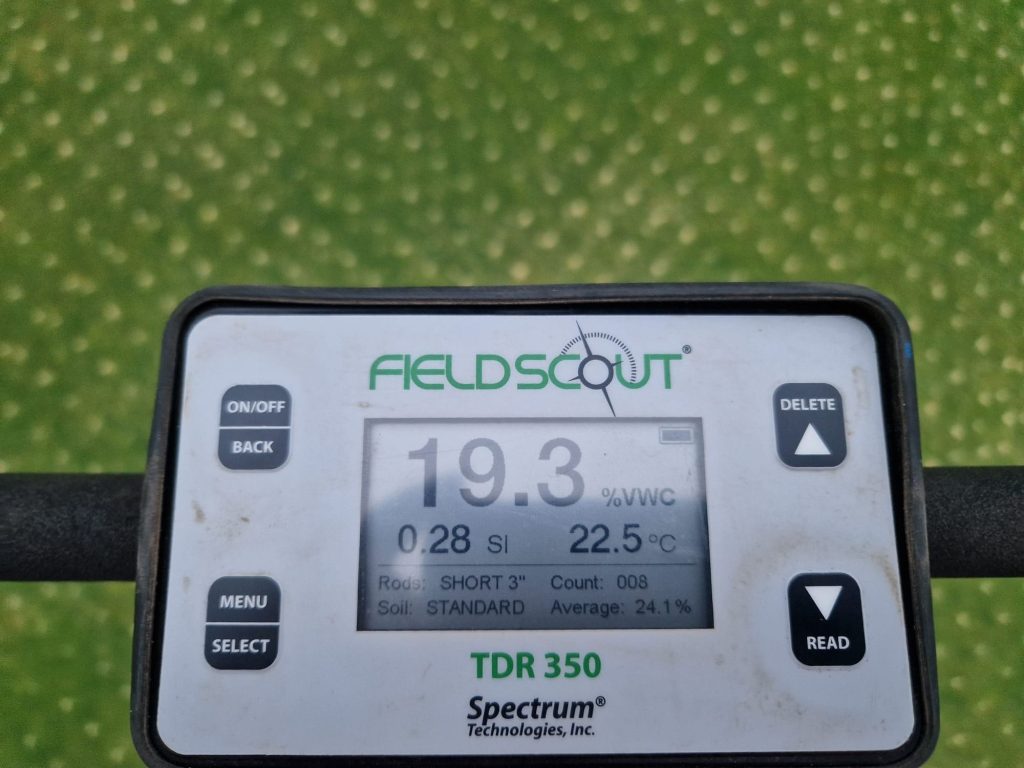 FIELDSCOUT®
ON/OFF
BACK
DELETE
19.3 %VWC
0.28 SI 22.5 °C
Rods: SHORT 3" Count: 008
Soil: STANDARD Average: 24.1%
MENU
SELECT
READ
TDR 350
Spectrum®
Technologies, Inc.